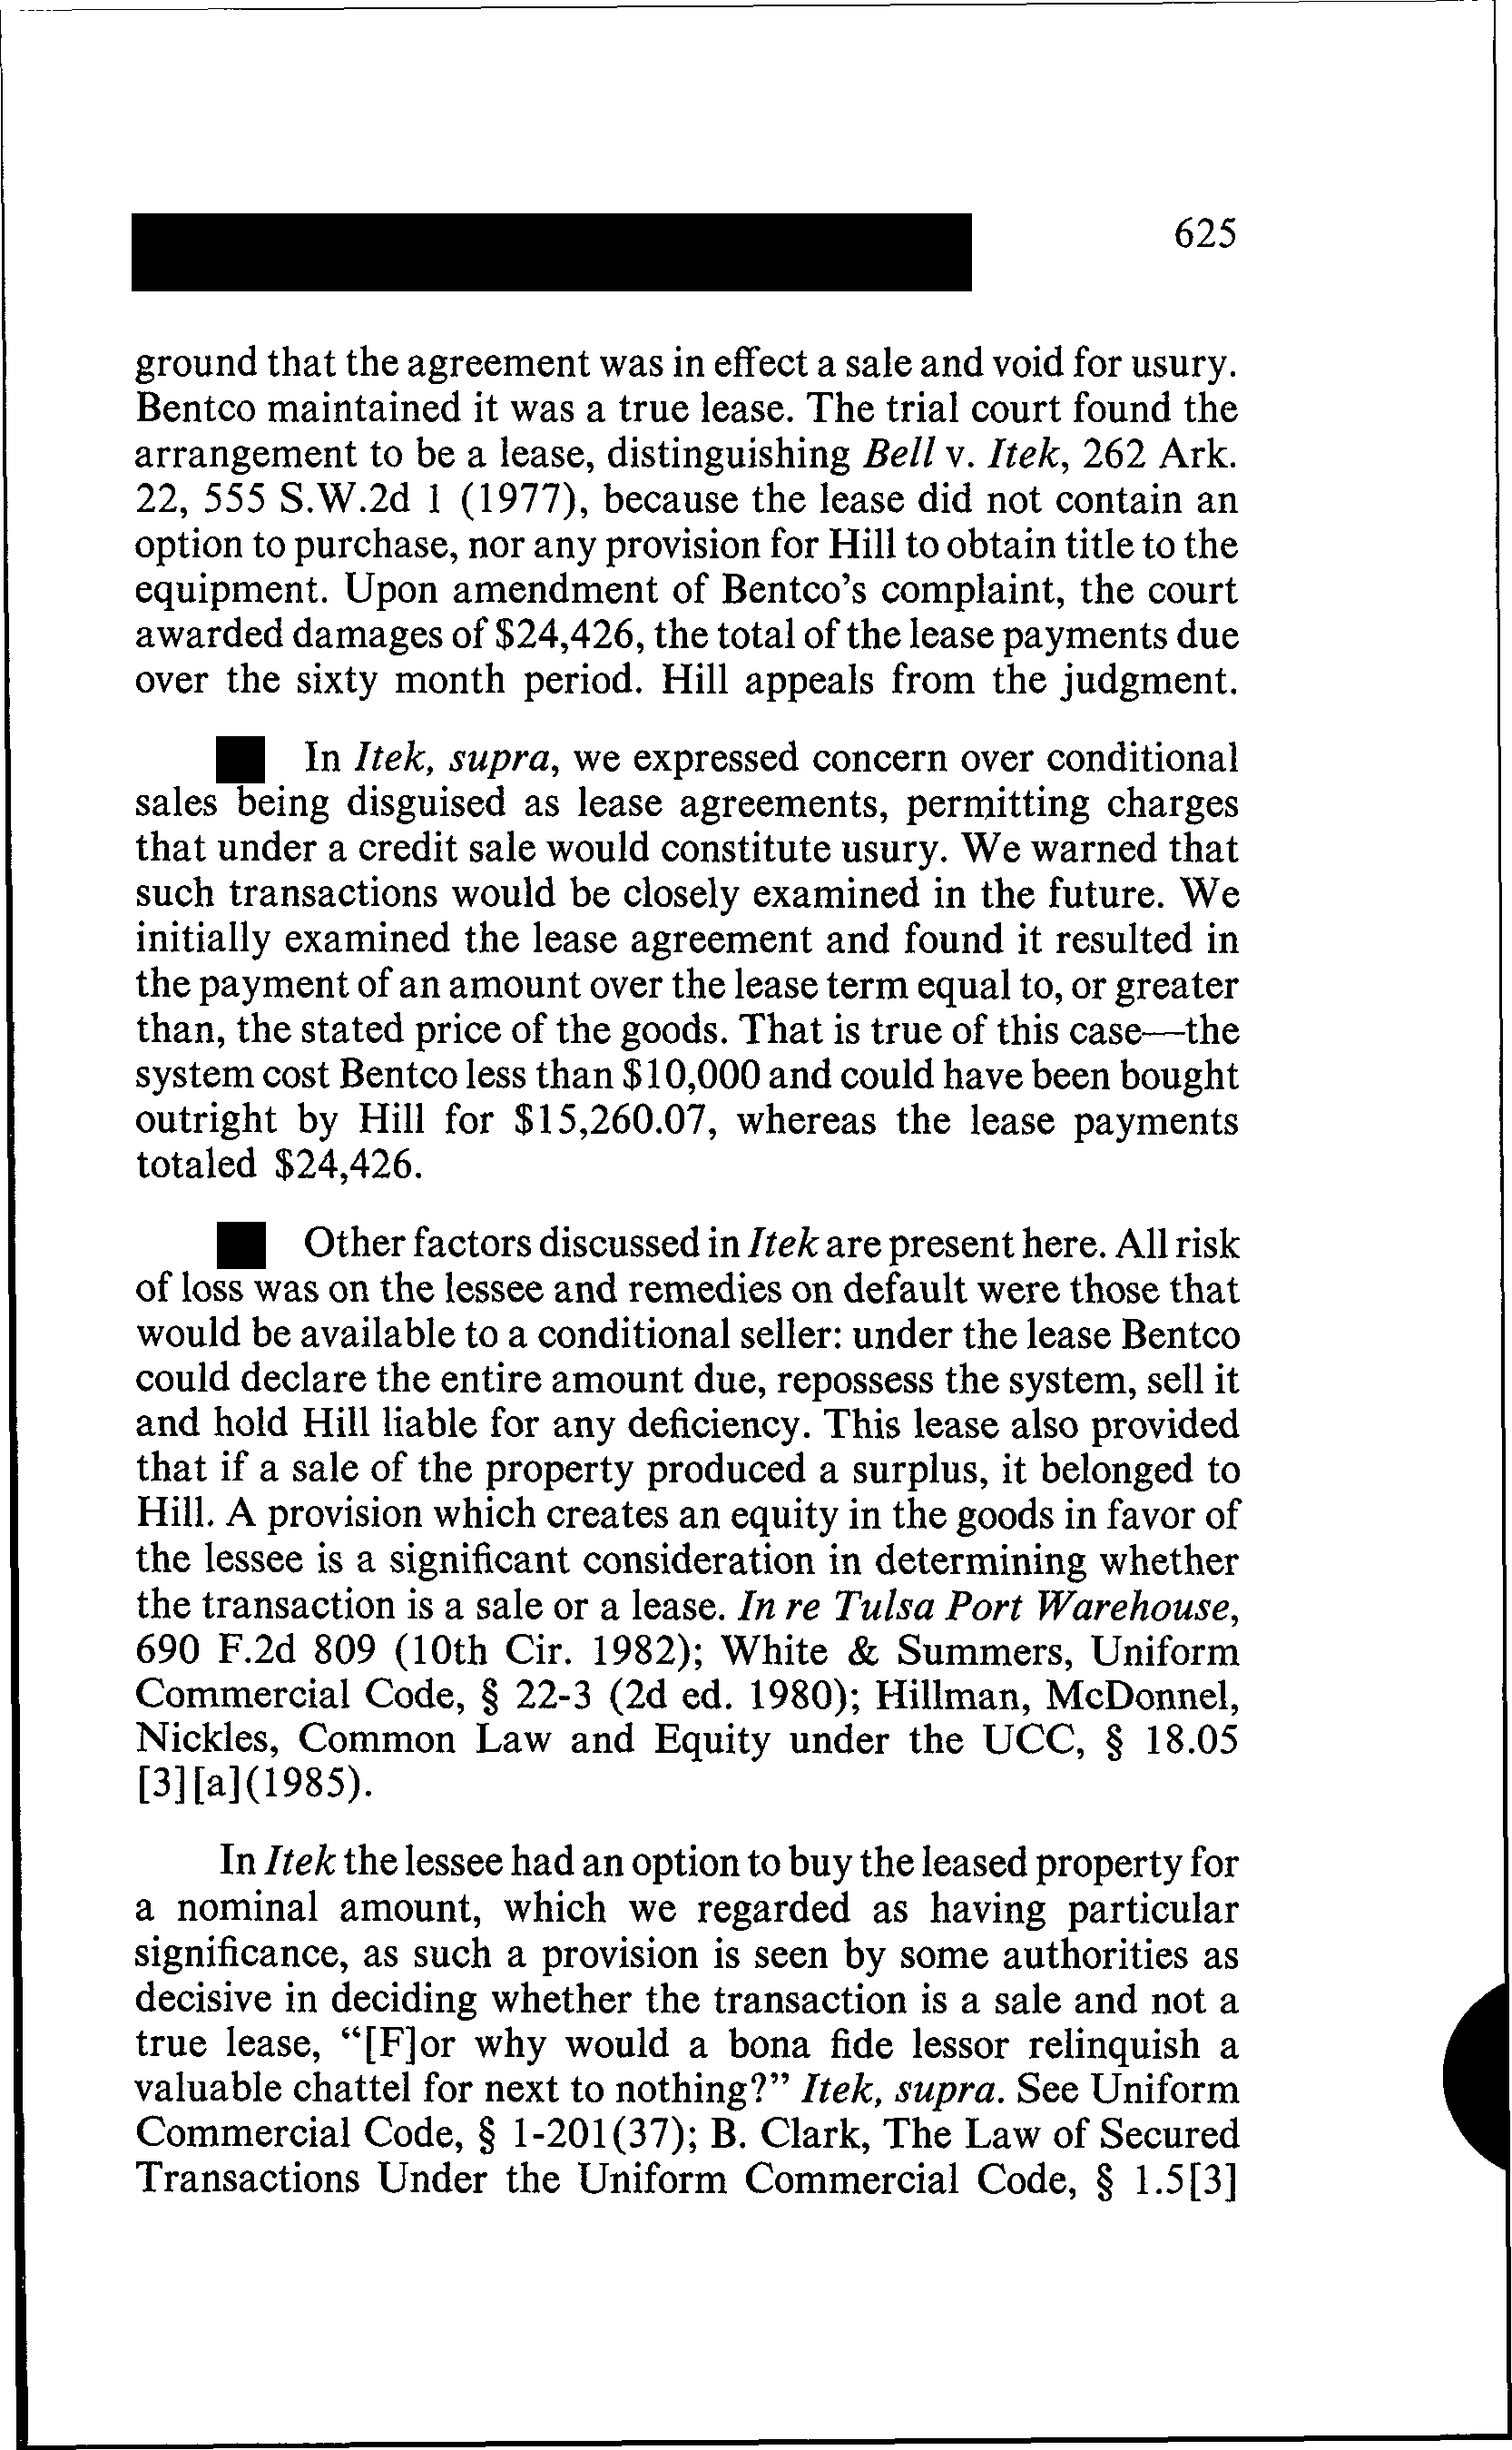 625
ground that the agreement was in effect a sale and void for usury.
Bentco maintained it was a true lease. The trial court found the
arrangement to be a lease, distinguishing Bell v. Itek, 262 Ark.
22, 555 S.W.2d 1 (1977), because the lease did not contain an
option to purchase, nor any provision for Hill to obtain title to the
equipment. Upon amendment of Bentco's complaint, the court
awarded damages of $24,426, the total of the lease payments due
over the sixty month period. Hill appeals from the judgment.
In Itek, supra, we expressed concern over conditional
sales being disguised as lease agreements, permitting charges
that under a credit sale would constitute usury. We warned that
such transactions would be closely examined in the future. We
initially examined the lease agreement and found it resulted in
the payment of an amount over the lease term equal to, or greater
than, the stated price of the goods. That is true of this case—the
system cost Bentco less than $10,000 and could have been bought
outright by Hill for $15,260.07, whereas the lease payments
totaled $24,426.
Other factors discussed in Itek are present here. All risk
of loss was on the lessee and remedies on default were those that
would be available to a conditional seller: under the lease Bentco
could declare the entire amount due, repossess the system, sell it
and hold Hill liable for any deficiency. This lease also provided
that if a sale of the property produced a surplus, it belonged to
Hill. A provision which creates an equity in the goods in favor of
the lessee is a significant consideration in determining whether
the transaction is a sale or a lease. In re Tulsa Port Warehouse,
690 F.2d 809 (10th Cir. 1982); White & Summers, Uniform
Commercial Code, § 22-3 (2d ed. 1980); Hillman, McDonnel,
Nickles, Common Law and Equity under the UCC, § 18.05
[3][a](1985).
In Itek the lessee had an option to buy the leased property for
a nominal amount, which we regarded as having particular
significance, as such a provision is seen by some authorities as
decisive in deciding whether the transaction is a sale and not a
true lease, “[F]or why would a bona fide lessor relinquish a
valuable chattel for next to nothing?” Itek, supra. See Uniform
Commercial Code, § 1-201(37); B. Clark, The Law of Secured
Transactions Under the Uniform Commercial Code, § 1.5[3]